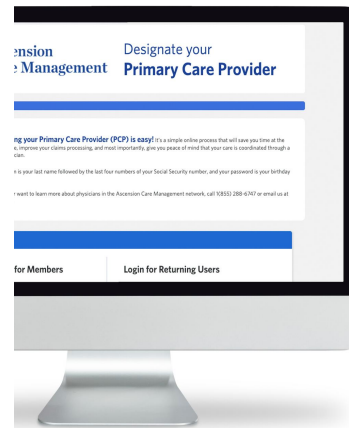 ension
Designate your
e Management
Primary Care Provider
ng your Primary Care Provider (PCP) is easy! It's a simple online process that will save you time at the
e, improve your claims processing, and most importantly, give you peace of mind that your care is coordinated through a
cian.
n is your last name followed by the last four numbers of your Social Security number, and your password is your birthday
want to learn more about physicians in the Ascension Care Management network, call 1(855) 288-6747 or email us at
for Members
Login for Returning Users